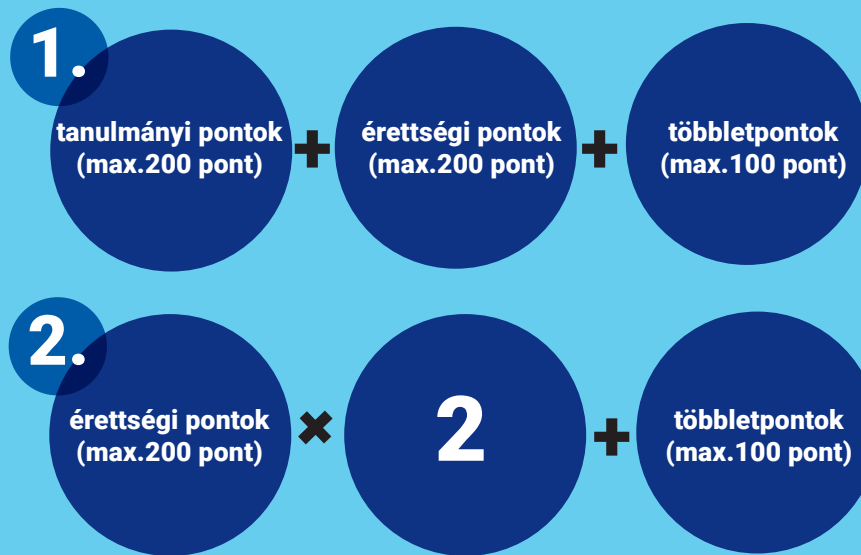 1.
tanulmányi pontok
(max.200 pont)
+
érettségi pontok
(max.200 pont)
+
többletpontok
(max.100 pont)
2.
érettségi pontok
(max.200 pont)
×
2
+
többletpontok
(max.100 pont)